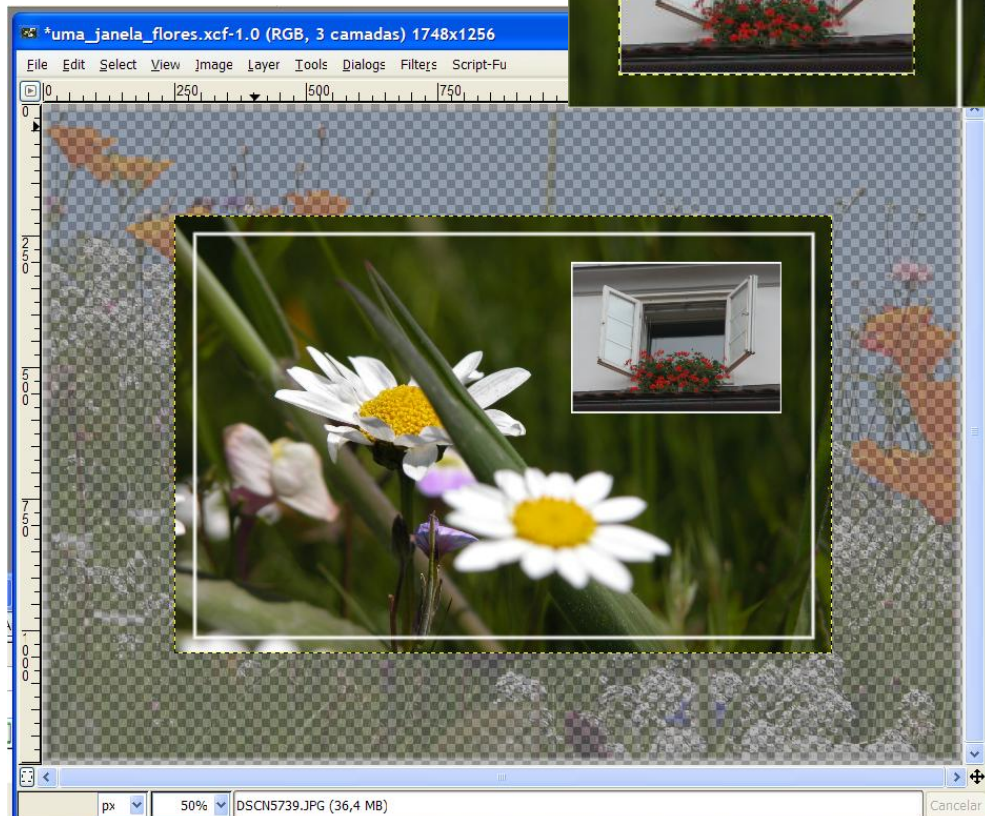 *uma_janela_flores.xcf-1.0 (RGB, 3 camadas) 1748x1256
File Edit Select View Image Layer Tools Dialogs Filters Script-Fu
0 250 500 750
0
250
500
750
1000
px 50% DSCN5739.JPG (36,4 MB) Cancelar